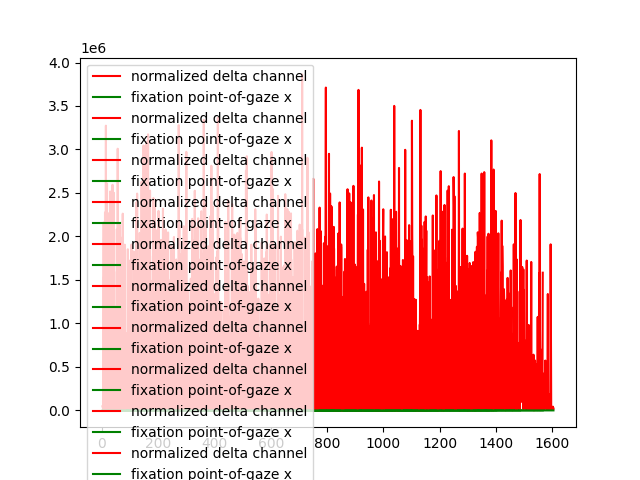 1e6
4.0
3.5
3.0
2.5
2.0
1.5
1.0
0.5
0.0
normalized delta channel
fixation point-of-gaze x
normalized delta channel
fixation point-of-gaze x
normalized delta channel
fixation point-of-gaze x
normalized delta channel
fixation point-of-gaze x
normalized delta channel
fixation point-of-gaze x
normalized delta channel
fixation point-of-gaze x
normalized delta channel
fixation point-of-gaze x
normalized delta channel
fixation point-of-gaze x
normalized delta channel
fixation point-of-gaze x
normalized delta channel
fixation point-of-gaze x
0 200 400 600 800 1000 1200 1400 1600